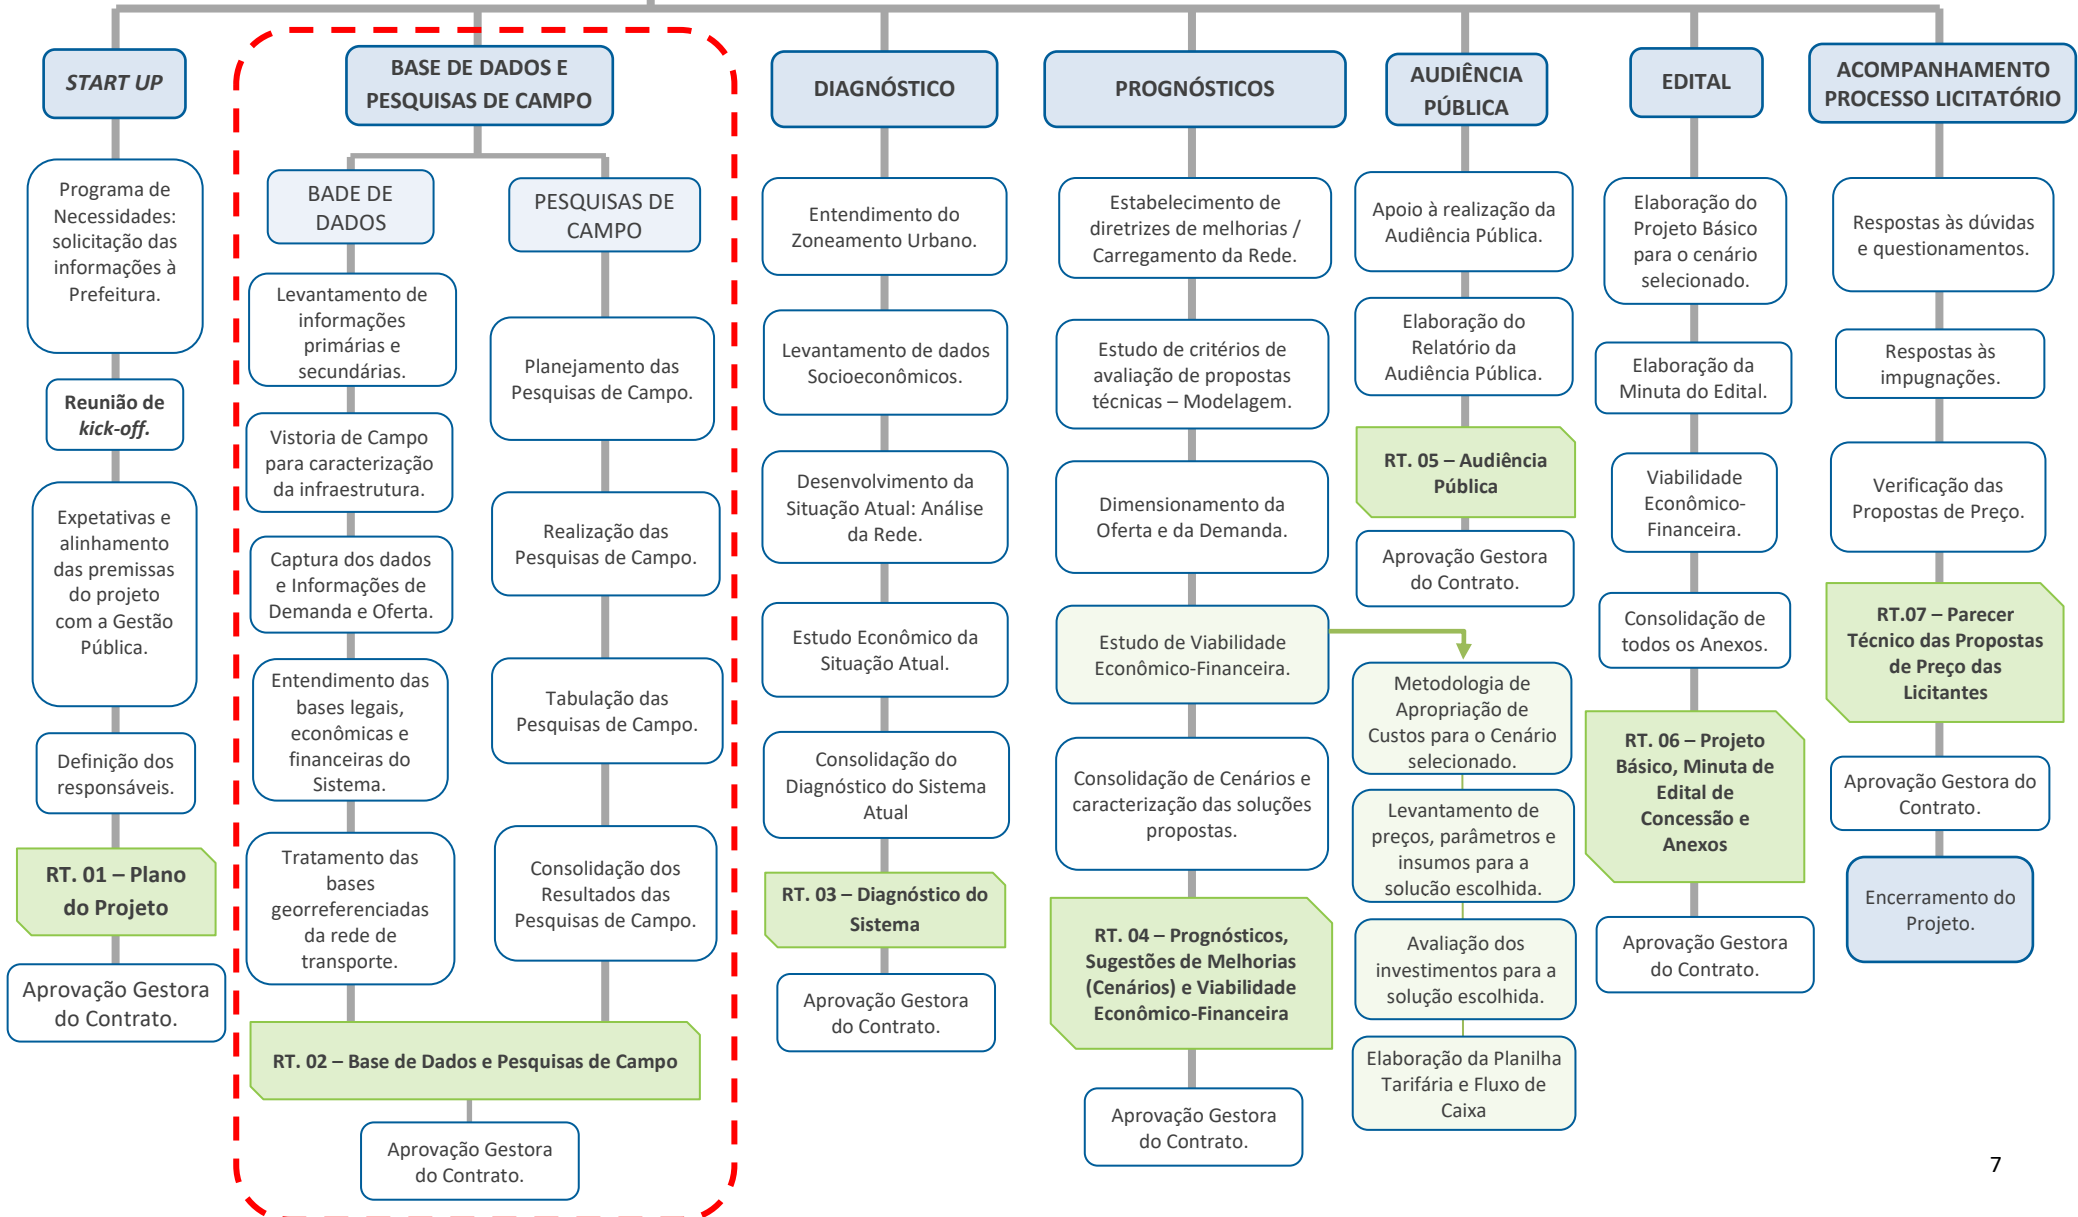 START UP
Programa de
Necessidades:
solicitação das
informações à
Prefeitura.
Reunião de
kick-off.
Expetativas e
alinhamento
das premissas
do projeto
com a Gestão
Pública.
Definição dos
responsáveis.
RT. 01 – Plano
do Projeto
Aprovação Gestora
do Contrato.
BASE DE DADOS E
PESQUISAS DE CAMPO
BADE DE
DADOS
Levantamento de
informações
primárias e
secundárias.
Vistoria de Campo
para caracterização
da infraestrutura.
Captura dos dados
e Informações de
Demanda e Oferta.
Entendimento das
bases legais,
econômicas e
financeiras do
Sistema.
Tratamento das
bases
georreferenciadas
da rede de
transporte.
PESQUISAS DE
CAMPO
Planejamento das
Pesquisas de Campo.
Realização das
Pesquisas de Campo.
Tabulação das
Pesquisas de Campo.
Consolidação dos
Resultados das
Pesquisas de Campo.
RT. 02 – Base de Dados e Pesquisas de Campo
Aprovação Gestora
do Contrato.
DIAGNÓSTICO
Entendimento do
Zoneamento Urbano.
Levantamento de dados
Socioeconômicos.
Desenvolvimento da
Situação Atual: Análise
da Rede.
Estudo Econômico da
Situação Atual.
Consolidação do
Diagnóstico do Sistema
Atual
RT. 03 – Diagnóstico do
Sistema
Aprovação Gestora
do Contrato.
PROGNÓSTICOS
Estabelecimento de
diretrizes de melhorias /
Carregamento da Rede.
Estudo de critérios de
avaliação de propostas
técnicas – Modelagem.
Dimensionamento da
Oferta e da Demanda.
Estudo de Viabilidade
Econômico-Financeira.
Consolidação de Cenários e
caracterização das soluções
propostas.
RT. 04 – Prognósticos,
Sugestões de Melhorias
(Cenários) e Viabilidade
Econômico-Financeira
Aprovação Gestora
do Contrato.
AUDIÊNCIA
PÚBLICA
Apoio à realização da
Audiência Pública.
Elaboração do
Relatório da
Audiência Pública.
RT. 05 – Audiência
Pública
Aprovação Gestora
do Contrato.
Metodologia de
Apropriação de
Custos para o Cenário
selecionado.
Levantamento de
preços, parâmetros e
insumos para a
solucão escolhida.
Avaliação dos
investimentos para a
solução escolhida.
Elaboração da Planilha
Tarifária e Fluxo de
Caixa
EDITAL
Elaboração do
Projeto Básico
para o cenário
selecionado.
Elaboração da
Minuta do Edital.
Viabilidade
Econômico-
Financeira.
Consolidação de
todos os Anexos.
RT. 06 – Projeto
Básico, Minuta de
Edital de
Concessão e
Anexos
Aprovação Gestora
do Contrato.
ACOMPANHAMENTO
PROCESSO LICITATÓRIO
Respostas às dúvidas
e questionamentos.
Respostas às
impugnações.
Verificação das
Propostas de Preço.
RT.07 – Parecer
Técnico das Propostas
de Preço das
Licitantes
Aprovação Gestora do
Contrato.
Encerramento do
Projeto.
7